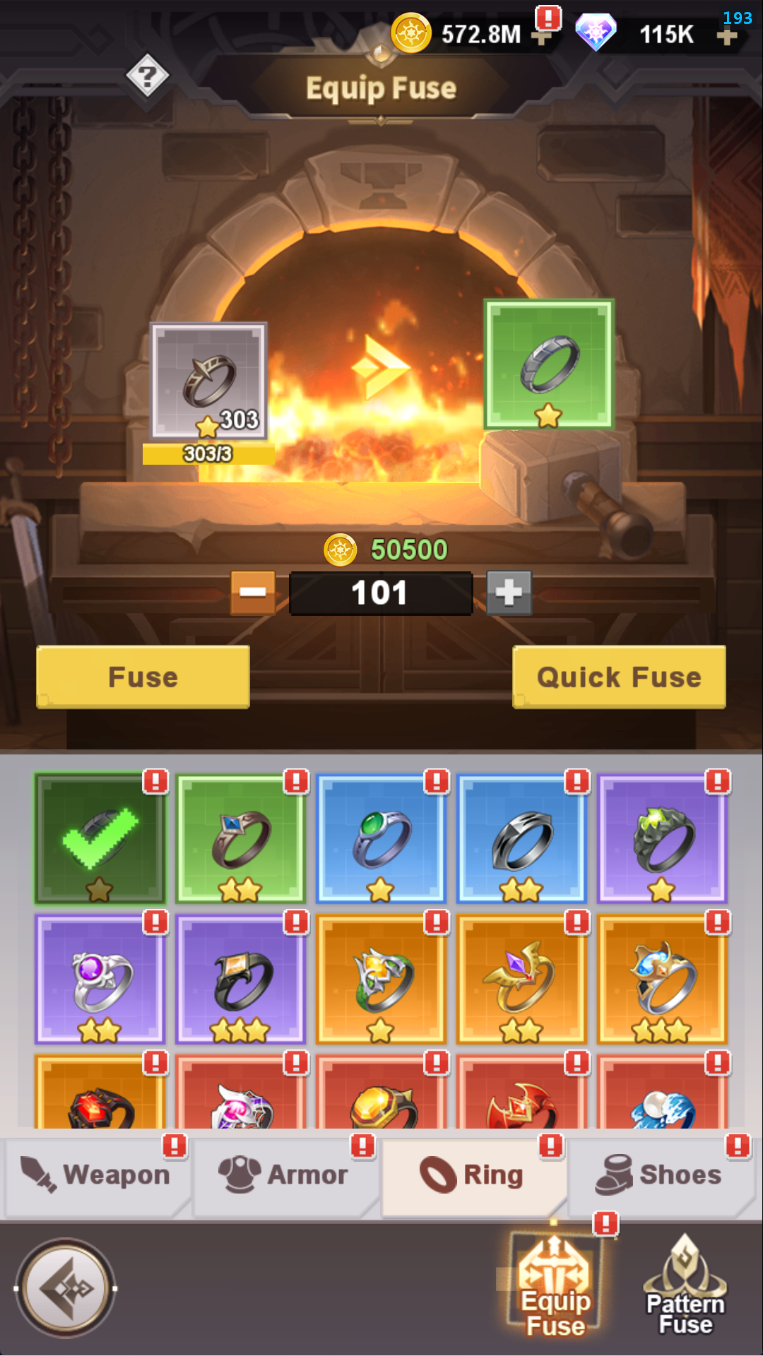 193
572.8M
115K
?
Equip Fuse
303
303/3
50500
101
Fuse
Quick Fuse
Weapon
Armor
Ring
Shoes
Equip
Fuse
Pattern
Fuse